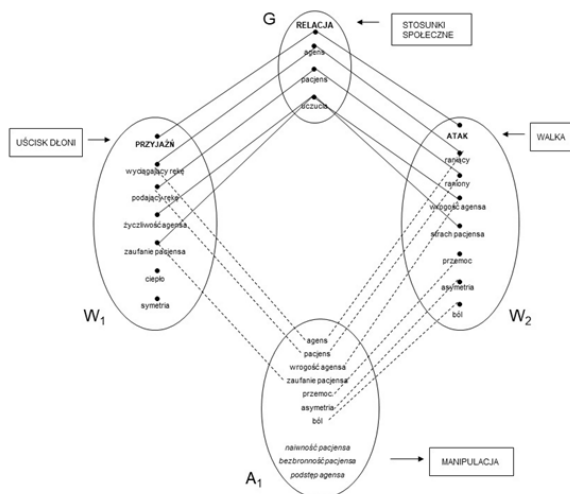 G
RELACJA
agens
pacjens
uczucia
STOSUNKI
SPOŁECZNE
UŚCISK DŁONI
PRZYJAŹŃ
wyciągający rękę
podający rękę
życzliwość agensa
zaufanie pacjensa
ciepło
symetria
W1
ATAK
raniący
raniony
wrogość agensa
strach pacjensa
przemoc
asymetria
ból
W2
WALKA
agens
pacjens
wrogość agensa
zaufanie pacjensa
przemoc
asymetria
ból
naiwność pacjensa
bezbronność pacjensa
podstęp agensa
A1
MANIPULACJA